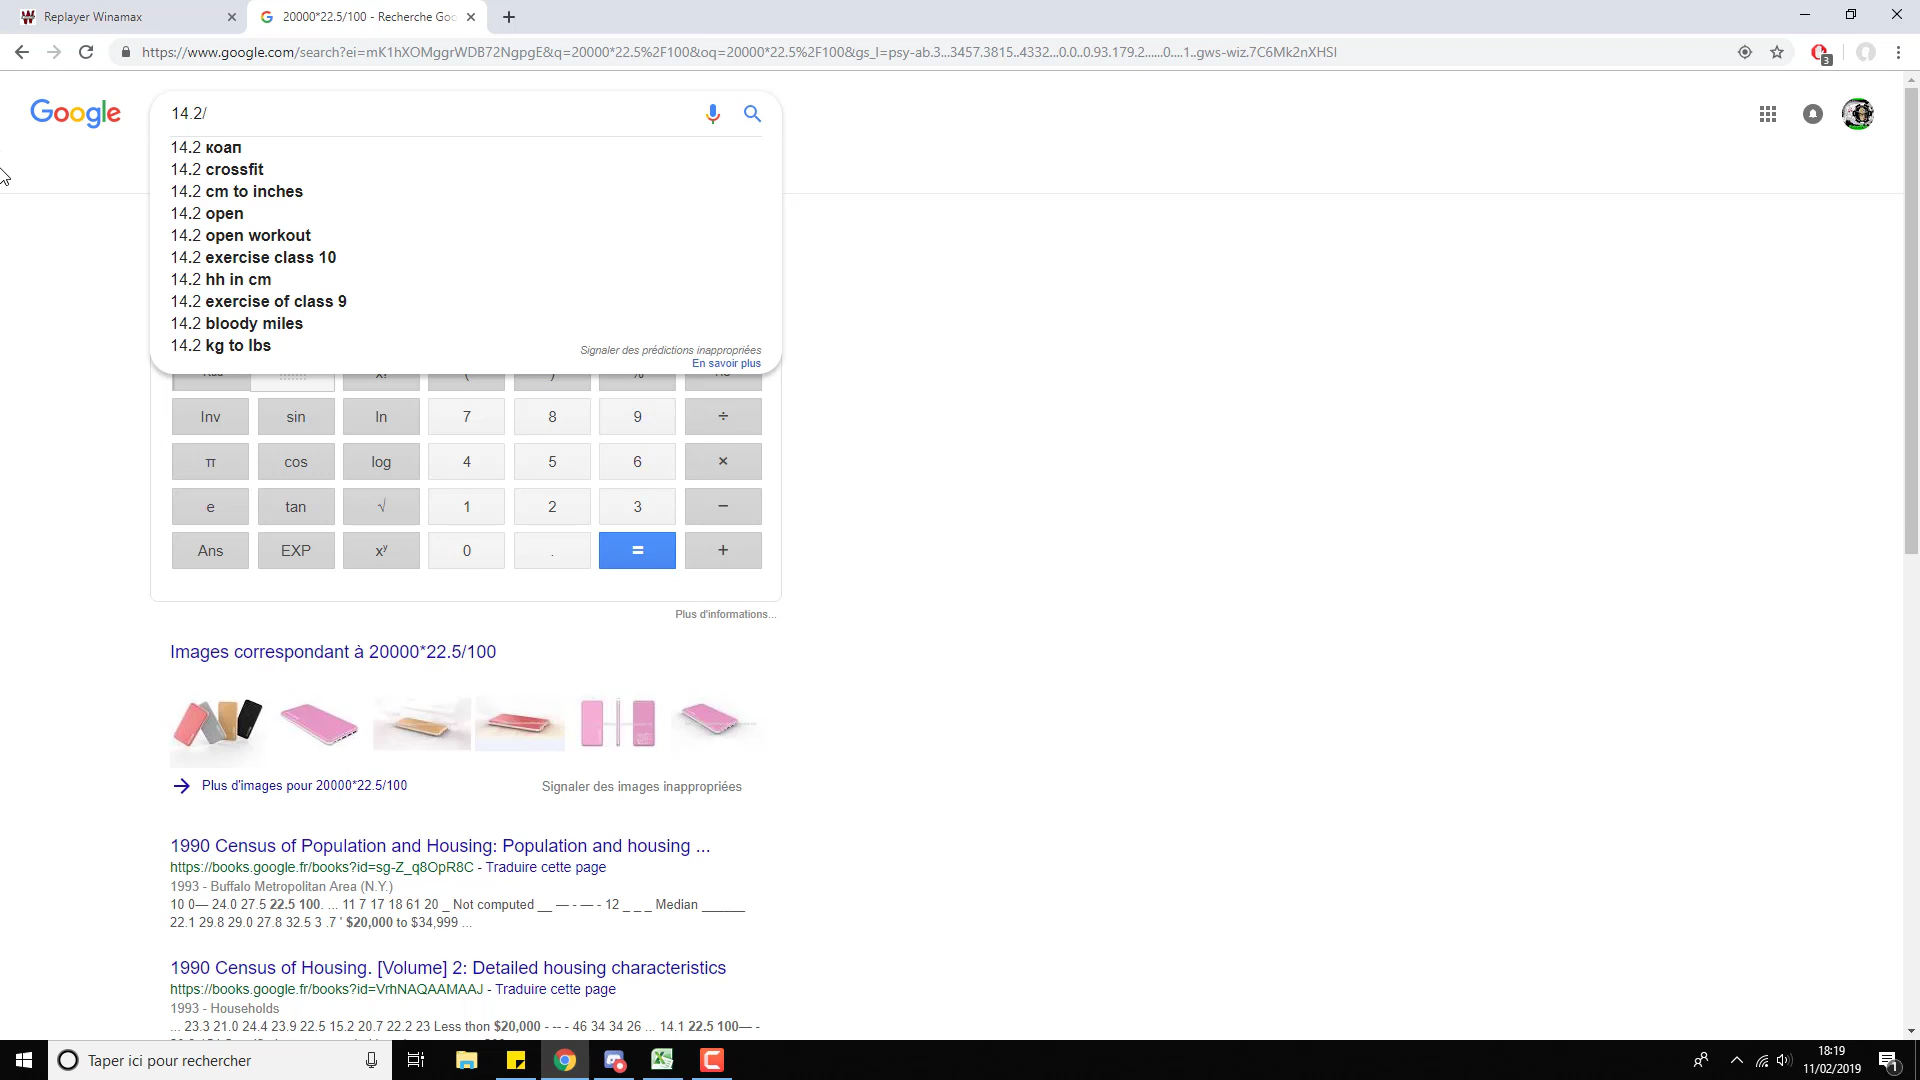 Replayer Winamax
20000*22.5/100 - Recherche Goo
https://www.google.com/search?ei=mK1hXOMggrWDB72NgpgE&q=20000*22.5%2F100&oq=20000*22.5%2F100&gs_l=psy-ab.3...3457.3815..4332...0.0..0.93.179.2......0....1..gws-wiz.7C6Mk2nXHSI
3
Google
14.2/
14.2 коап
14.2 crossfit
14.2 cm to inches
14.2 open
14.2 open workout
14.2 exercise class 10
14.2 hh in cm
14.2 exercise of class 9
14.2 bloody miles
14.2 kg to lbs
Signaler des prédictions inappropriées
En savoir plus
Inv sin ln 7 8 9 ÷
π cos log 4 5 6 ×
e tan √ 1 2 3 −
Ans EXP xʸ 0 . = +
Plus d'informations...
Images correspondant à 20000*22.5/100
Plus d'images pour 20000*22.5/100
Signaler des images inappropriées
1990 Census of Population and Housing: Population and housing ...
https://books.google.fr/books?id=sg-Z_q8OpR8C - Traduire cette page
1993 - Buffalo Metropolitan Area (N.Y.)
10 0— 24.0 27.5 22.5 100. ... 11 7 17 18 61 20 _ Not computed __ — - — - 12 _ _ _ Median ______
22.1 29.8 29.0 27.8 32.5 3 .7 ' $20,000 to $34,999 ...
1990 Census of Housing. [Volume] 2: Detailed housing characteristics
https://books.google.fr/books?id=VrhNAQAAMAAJ - Traduire cette page
1993 - Households
... 23.3 21.0 24.4 23.9 22.5 15.2 20.7 22.2 23 Less thon $20,000 - -- - 46 34 34 26 ... 14.1 22.5 100— -
Taper ici pour rechercher
18:19
11/02/2019
1